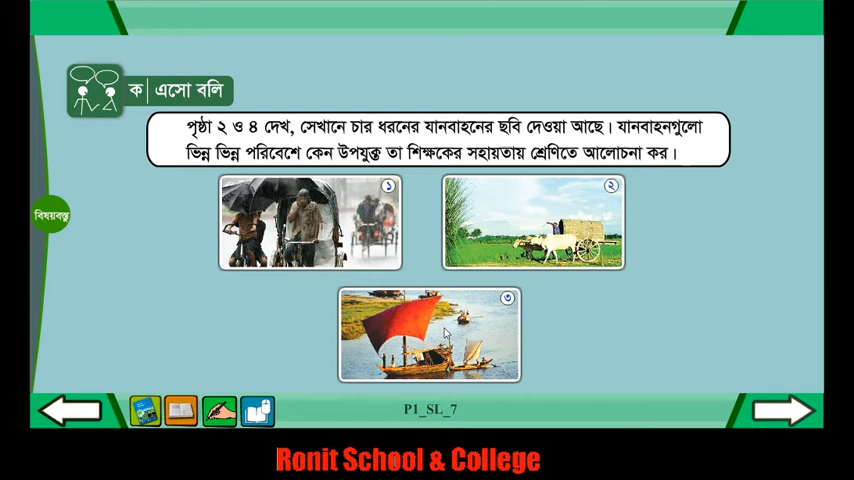 ক | এসো বলি
পৃষ্ঠা ২ ও ৪ দেখ, সেখানে চার ধরনের যানবাহনের ছবি দেওয়া আছে। যানবাহনগুলো
ভিন্ন ভিন্ন পরিবেশে কেন উপযুক্ত তা শিক্ষকের সহায়তায় শ্রেণিতে আলোচনা কর।
বিষয়বস্তু
১
২
৩
P1_SL_7
Ronit School & College